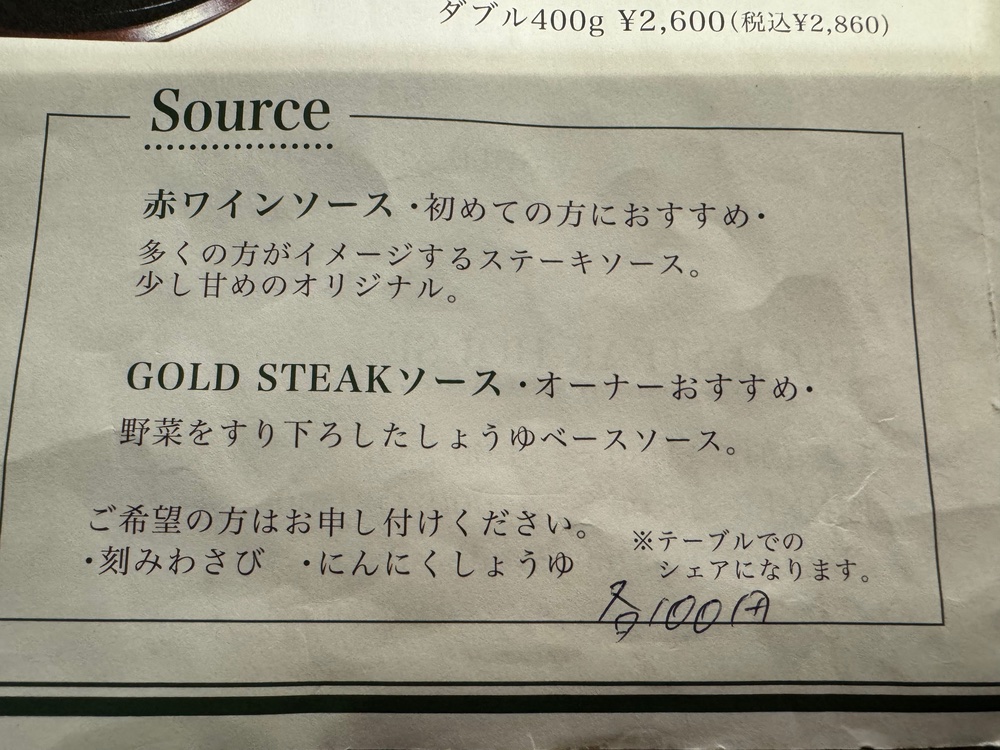 ダブル400g ¥2,600(税込¥2,860)
Source
赤ワインソース・初めての方におすすめ・
多くの方がイメージするステーキソース。
少し甘めのオリジナル。
GOLD STEAKソース・オーナーおすすめ・
野菜をすり下ろしたしょうゆベースソース。
ご希望の方はお申し付けください。
・刻みわさび ・にんにくしょうゆ
※テーブルでの
シェアになります。
各100円